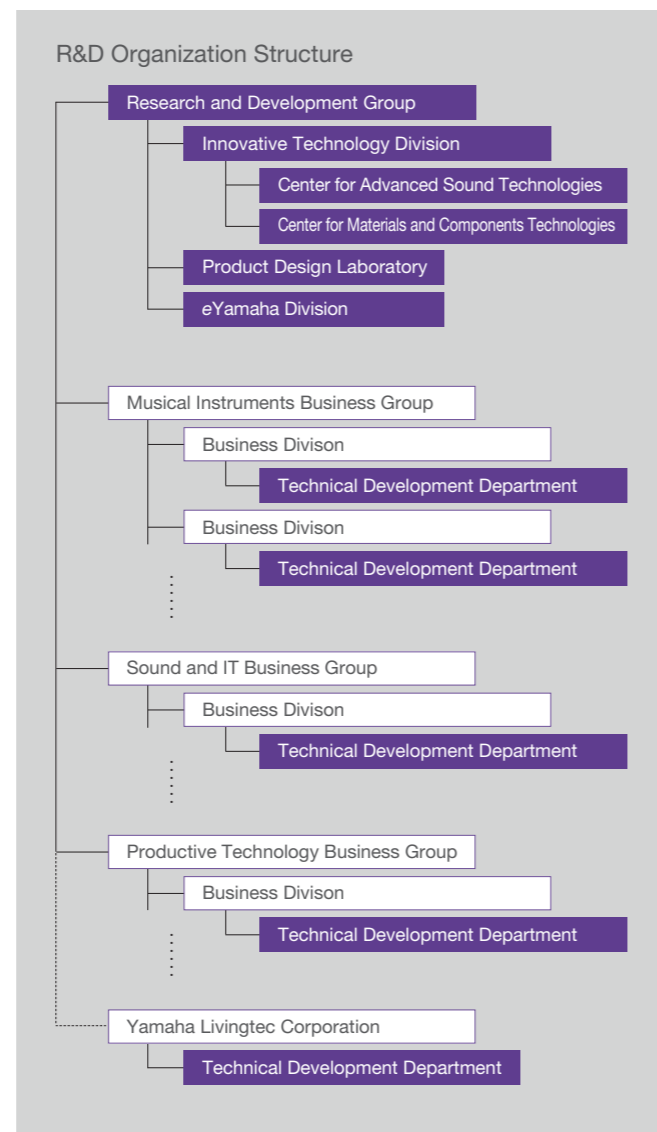 R&D Organization Structure
Research and Development Group
Innovative Technology Division
Center for Advanced Sound Technologies
Center for Materials and Components Technologies
Product Design Laboratory
eYamaha Division
Musical Instruments Business Group
Business Divison
Technical Development Department
Business Divison
Technical Development Department
Sound and IT Business Group
Business Divison
Technical Development Department
Productive Technology Business Group
Business Divison
Technical Development Department
Yamaha Livingtec Corporation
Technical Development Department